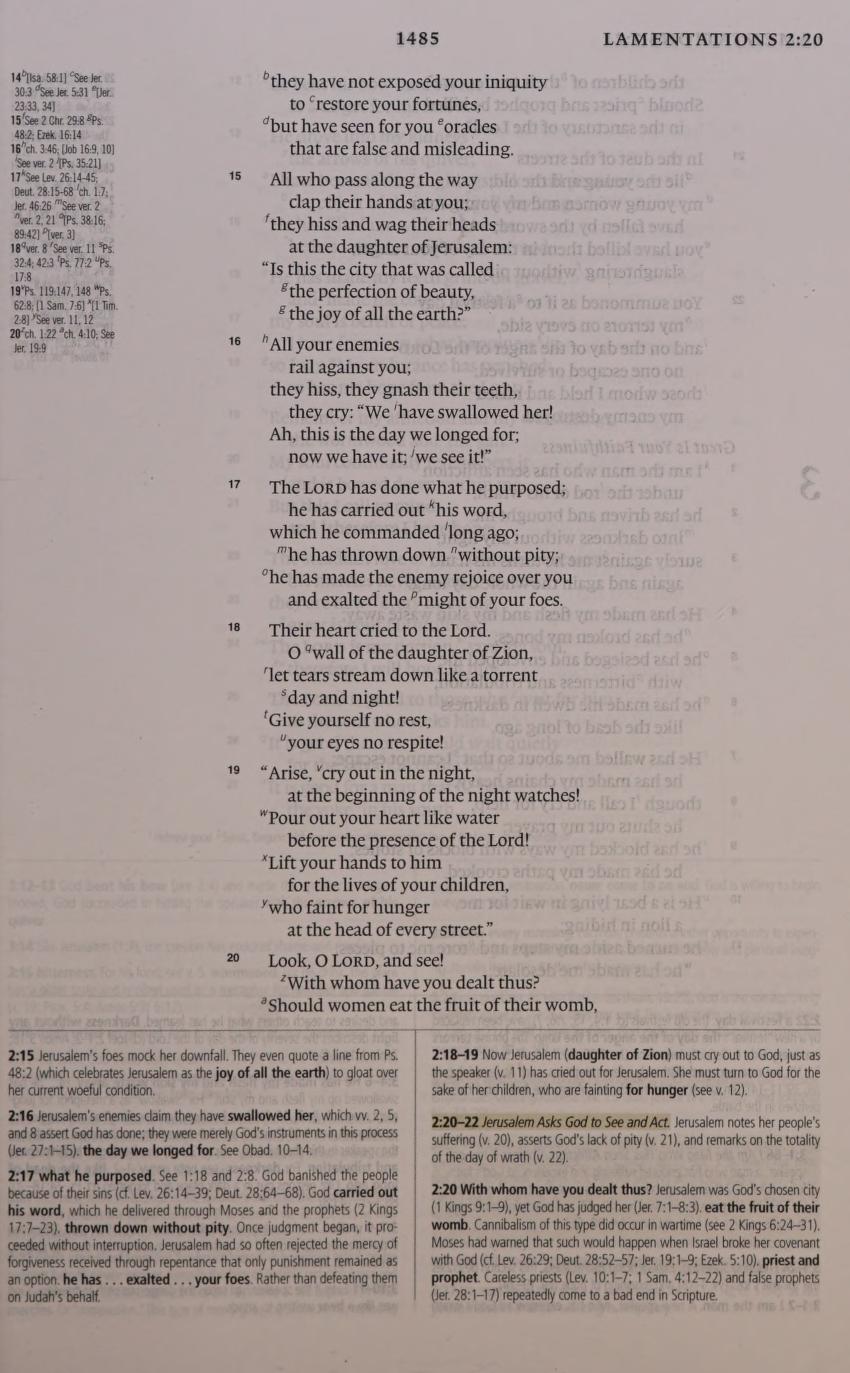 1485
LAMENTATIONS 2:20
14 b[Isa. 58:1] c See Jer.
30:3 d See Jer. 5:31 e[Jer.
23:33, 34]
15 f See 2 Chr. 29:8 g Ps.
48:2; Ezek. 16:14
16 h ch. 3:46; [Job 16:9, 10]
i See ver. 2 j[Ps. 35:21]
17 k See Lev. 26:14-45;
Deut. 28:15-68 l ch. 1:7;
Jer. 46:26 m See ver. 2
n ver. 2, 21 o[Ps. 38:16;
89:42] p[ver. 3]
18 q ver. 8 r See ver. 11 s Ps.
32:4; 42:3 t Ps. 77:2 u Ps.
17:8
19 v Ps. 119:147, 148 w Ps.
62:8; [1 Sam. 7:6] x[1 Tim.
2:8] y See ver. 11, 12
20 z ch. 1:22 a ch. 4:10; See
Jer. 19:9
b they have not exposed your iniquity
to c restore your fortunes,
d but have seen for you e oracles
that are false and misleading.
15 All who pass along the way
clap their hands at you;
f they hiss and wag their heads
at the daughter of Jerusalem:
“Is this the city that was called
g the perfection of beauty,
g the joy of all the earth?”
16 h All your enemies
rail against you;
they hiss, they gnash their teeth,
they cry: “We i have swallowed her!
Ah, this is the day we longed for;
now we have it; j we see it!”
17 The LORD has done what he purposed;
he has carried out k his word,
which he commanded l long ago;
m he has thrown down n without pity;
o he has made the enemy rejoice over you
and exalted the p might of your foes.
18 Their heart cried to the Lord.
O q wall of the daughter of Zion,
r let tears stream down like a torrent
s day and night!
t Give yourself no rest,
u your eyes no respite!
19 “Arise, v cry out in the night,
at the beginning of the night watches!
w Pour out your heart like water
before the presence of the Lord!
x Lift your hands to him
for the lives of your children,
y who faint for hunger
at the head of every street.”
20 Look, O LORD, and see!
z With whom have you dealt thus?
a Should women eat the fruit of their womb,
2:15 Jerusalem's foes mock her downfall. They even quote a line from Ps.
48:2 (which celebrates Jerusalem as the joy of all the earth) to gloat over
her current woeful condition.
2:16 Jerusalem's enemies claim they have swallowed her, which vv. 2, 5,
and 8 assert God has done; they were merely God's instruments in this process
(Jer. 27:1–15). the day we longed for. See Obad. 10–14.
2:17 what he purposed. See 1:18 and 2:8. God banished the people
because of their sins (cf. Lev. 26:14–39; Deut. 28:64–68). God carried out
his word, which he delivered through Moses and the prophets (2 Kings
17:7–23). thrown down without pity. Once judgment began, it pro-
ceeded without interruption. Jerusalem had so often rejected the mercy of
forgiveness received through repentance that only punishment remained as
an option. he has . . . exalted . . . your foes. Rather than defeating them
on Judah's behalf.
2:18–19 Now Jerusalem (daughter of Zion) must cry out to God, just as
the speaker (v. 11) has cried out for Jerusalem. She must turn to God for the
sake of her children, who are fainting for hunger (see v. 12).
2:20–22 Jerusalem Asks God to See and Act. Jerusalem notes her people's
suffering (v. 20), asserts God's lack of pity (v. 21), and remarks on the totality
of the day of wrath (v. 22).
2:20 With whom have you dealt thus? Jerusalem was God's chosen city
(1 Kings 9:1–9), yet God has judged her (Jer. 7:1–8:3). eat the fruit of their
womb. Cannibalism of this type did occur in wartime (see 2 Kings 6:24–31).
Moses had warned that such would happen when Israel broke her covenant
with God (cf. Lev. 26:29; Deut. 28:52–57; Jer. 19:1–9; Ezek. 5:10). priest and
prophet. Careless priests (Lev. 10:1–7; 1 Sam. 4:12–22) and false prophets
(Jer. 28:1–17) repeatedly come to a bad end in Scripture.